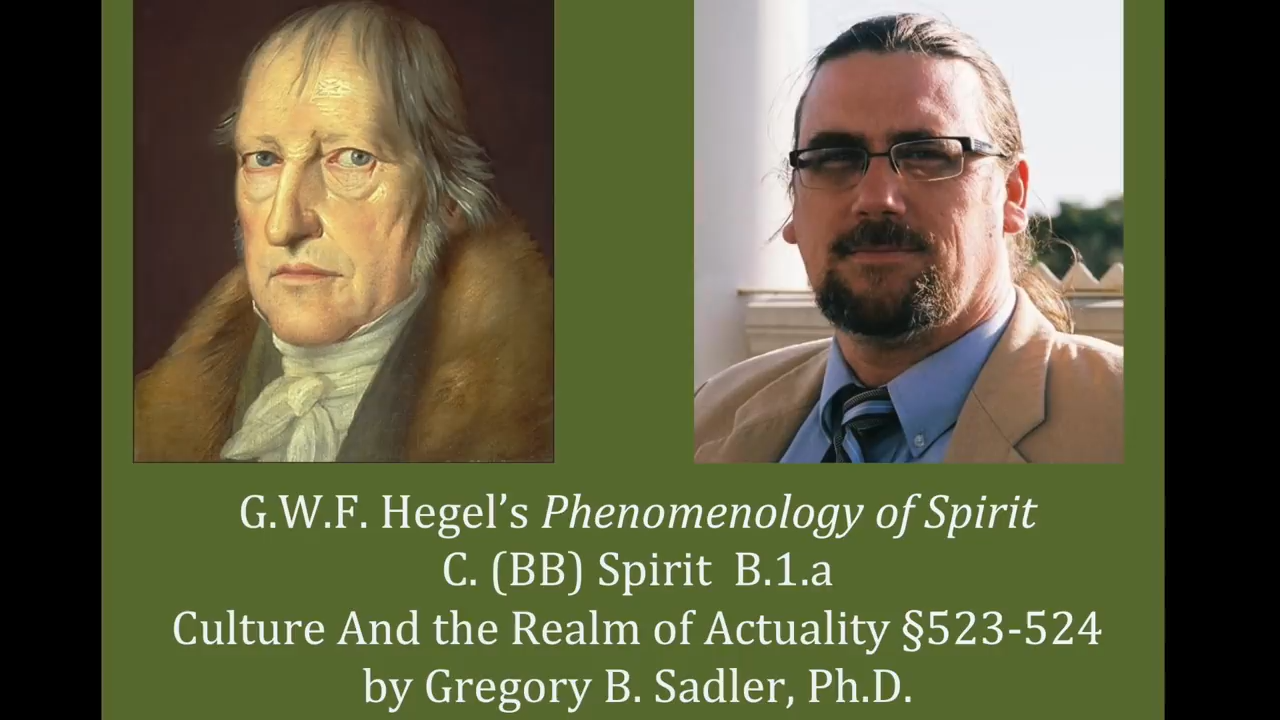 G.W.F. Hegel’s Phenomenology of Spirit
C. (BB) Spirit B.1.a
Culture And the Realm of Actuality §523-524
by Gregory B. Sadler, Ph.D.